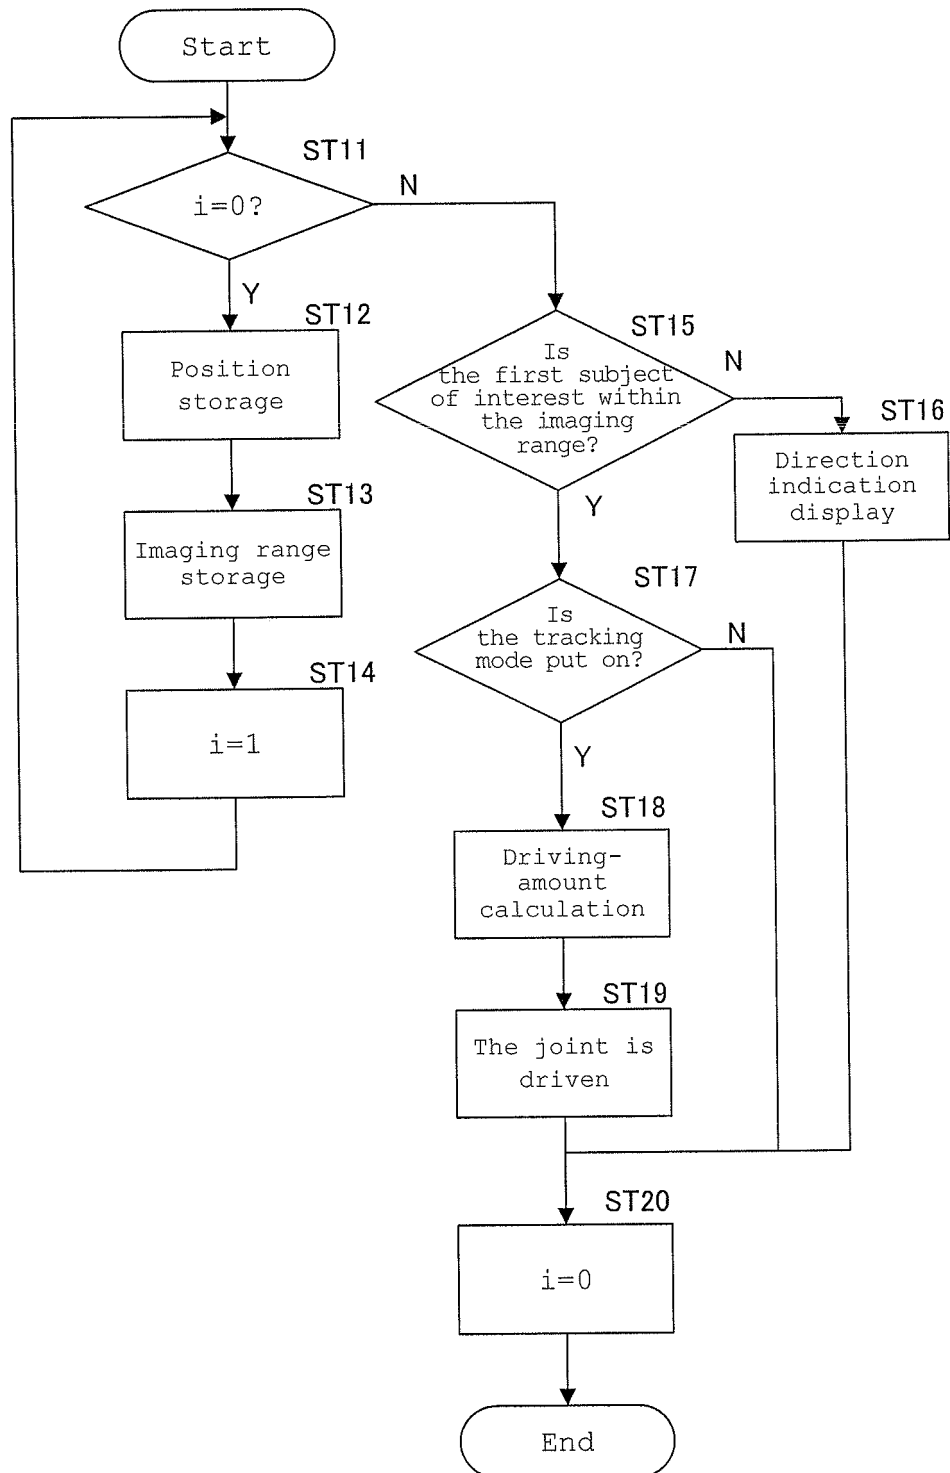 Start
ST11
i=0?
N
Y
ST12
Position
storage
ST13
Imaging range
storage
ST14
i=1
ST15
Is
the first subject
of interest within
the imaging
range?
N
Y
ST16
Direction
indication
display
ST17
Is
the tracking
mode put on?
N
Y
ST18
Driving-
amount
calculation
ST19
The joint is
driven
ST20
i=0
End